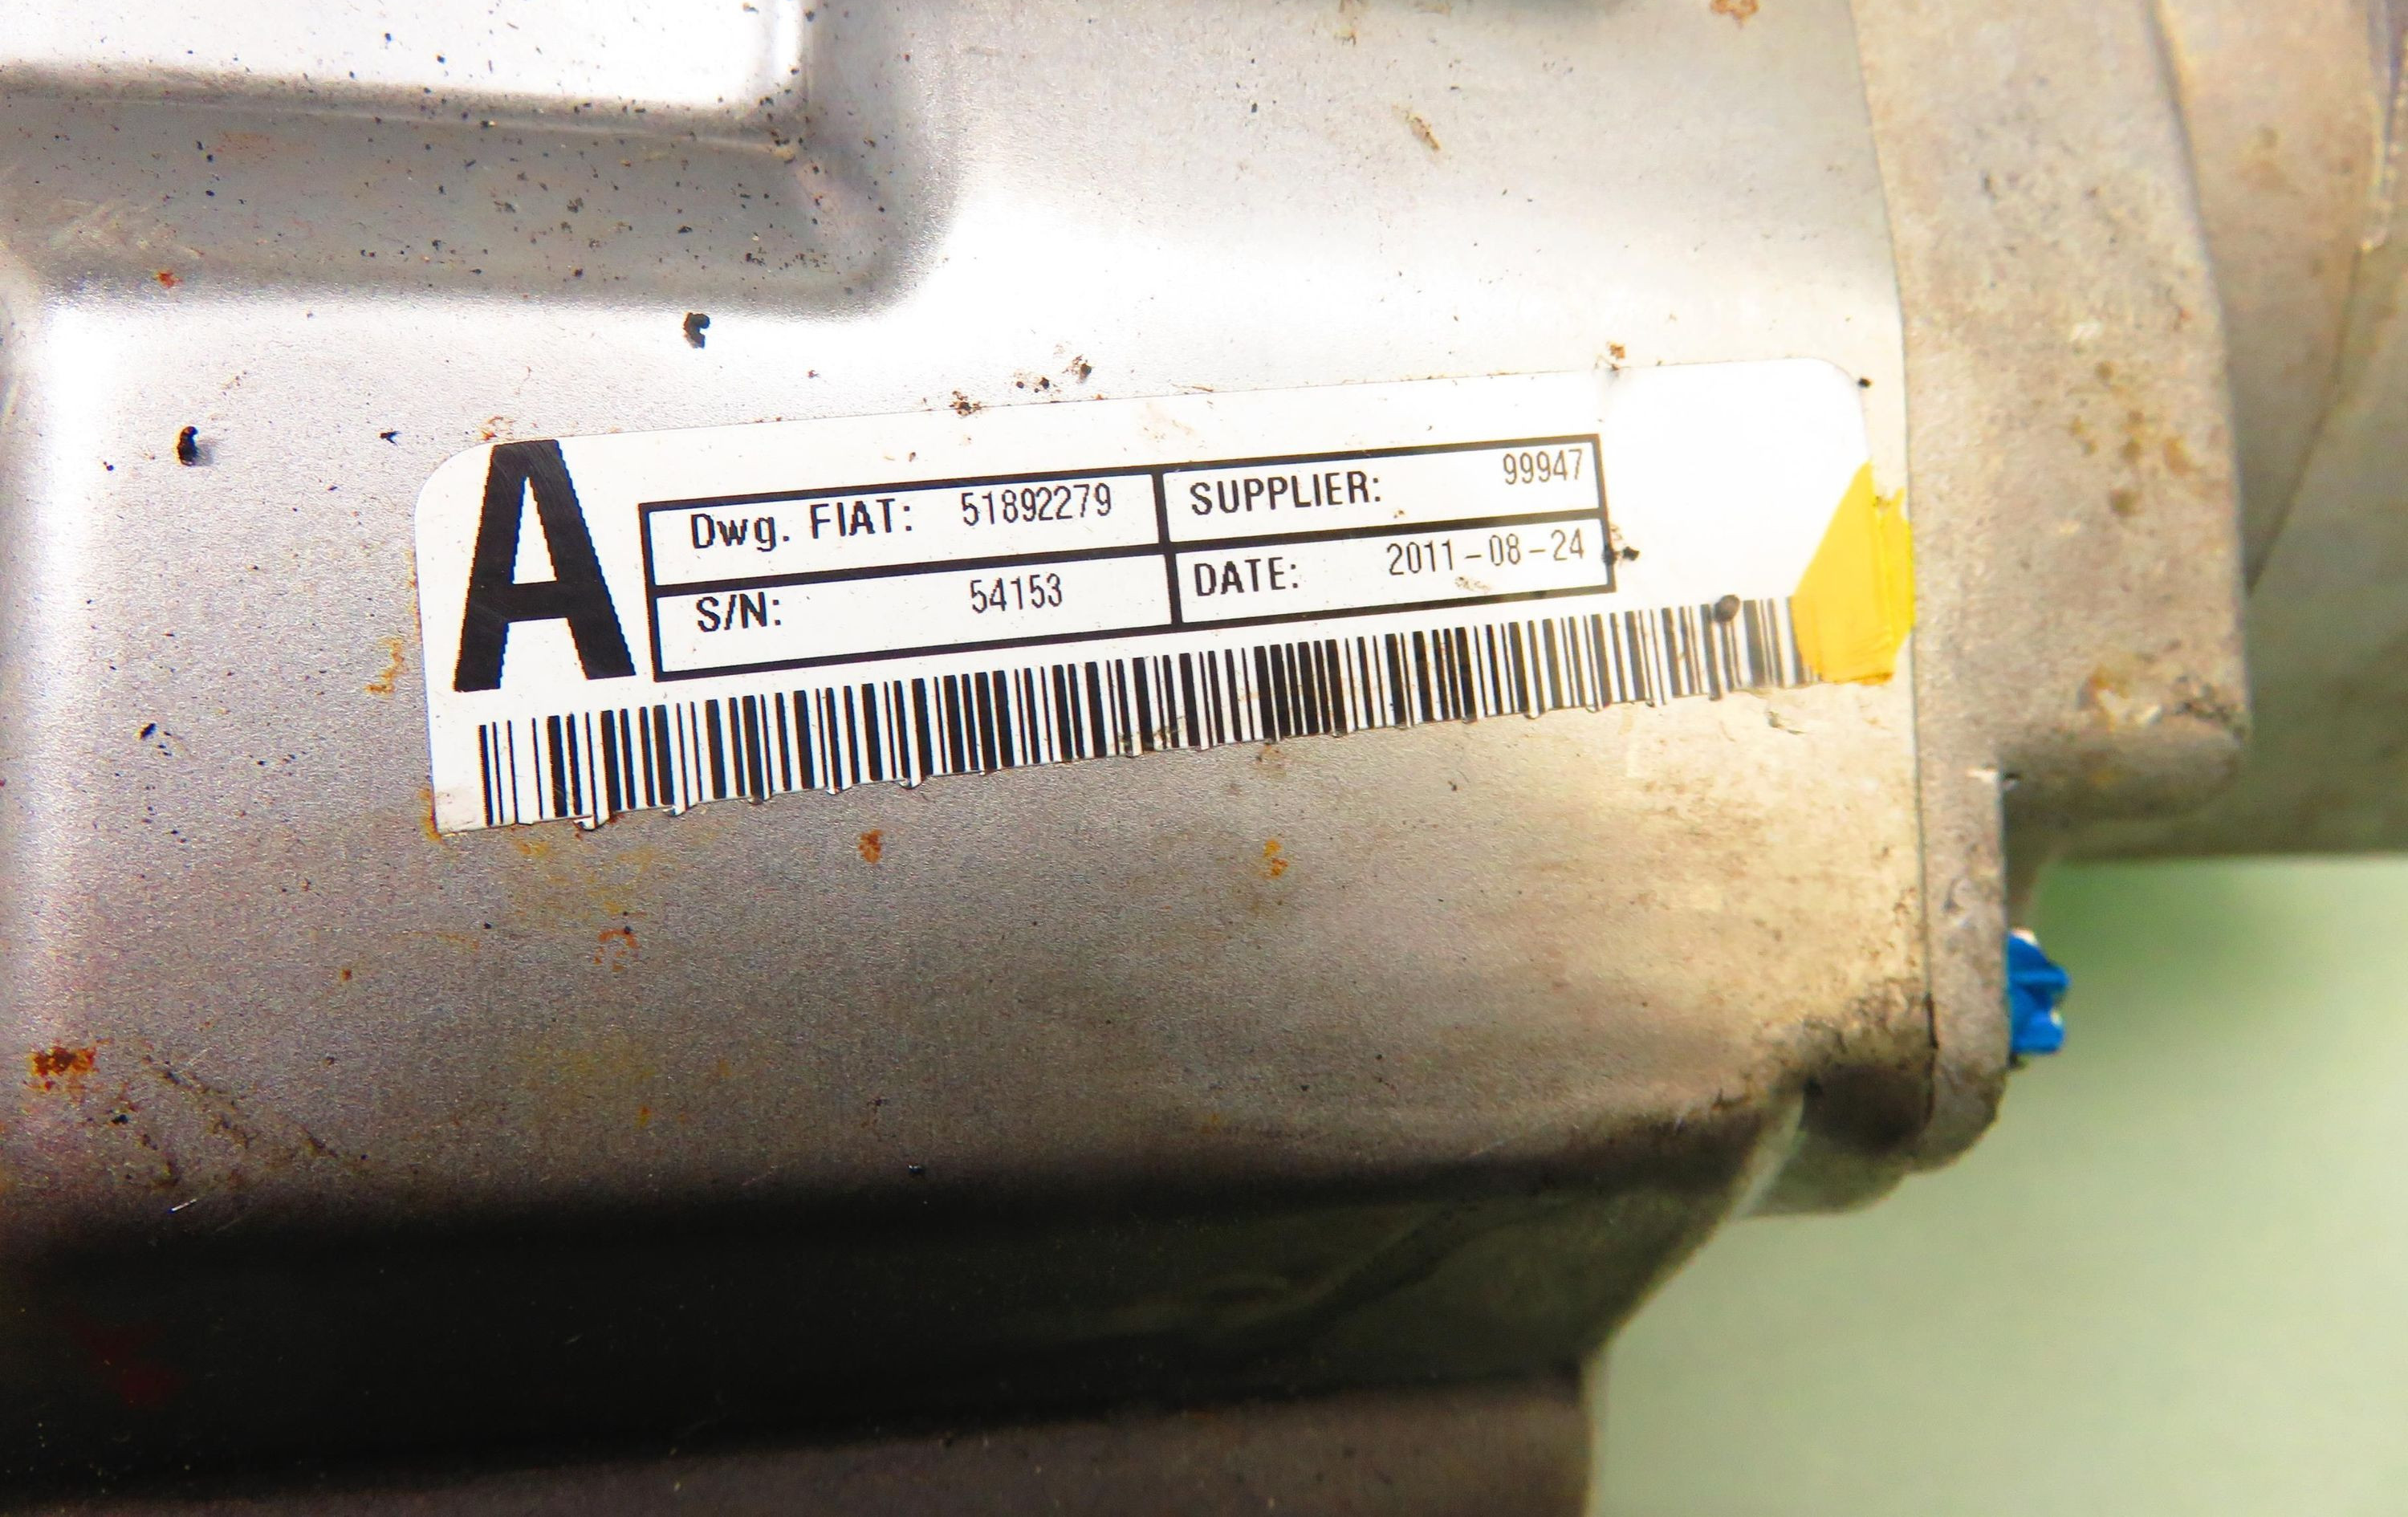 A
Dwg. FIAT: 51892279 SUPPLIER: 99947
S/N: 54153 DATE: 2011-08-24